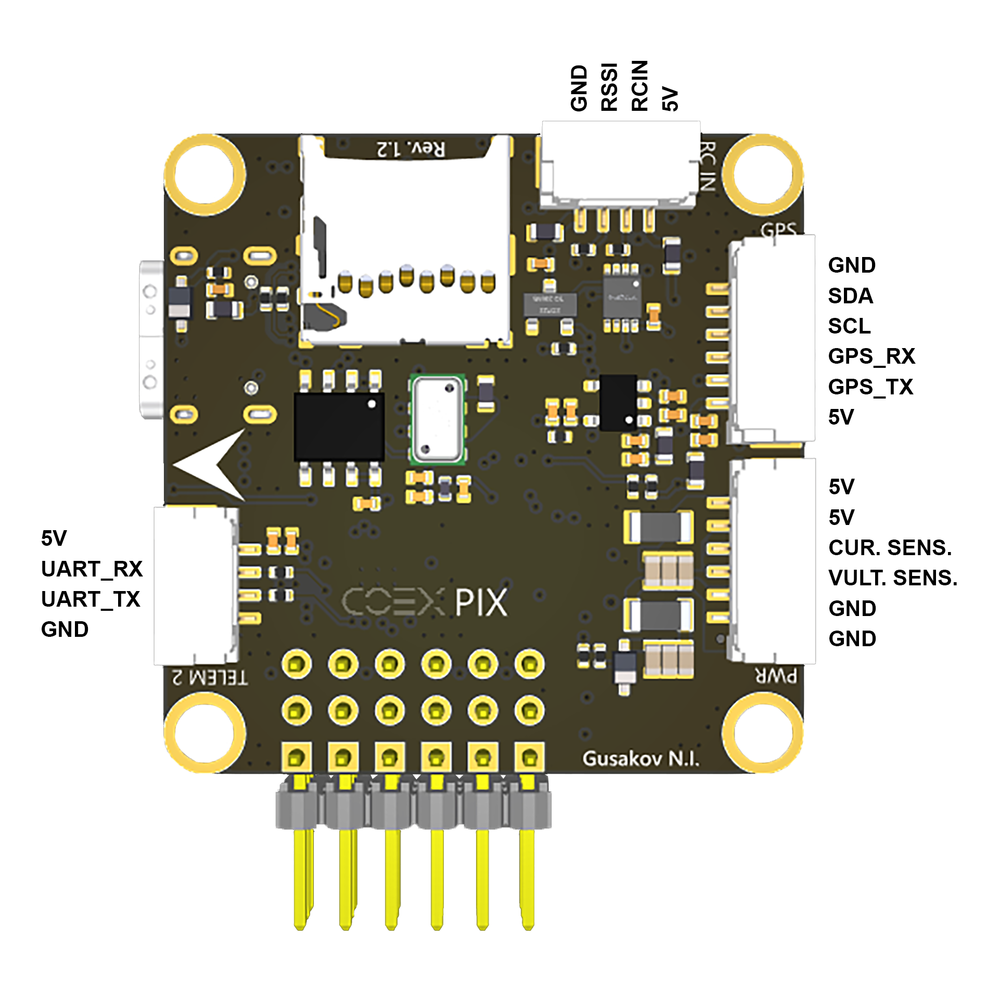 GND
RSSI
RCIN
5V
Rev. 1.2
RC IN
GPS
GND
SDA
SCL
GPS_RX
GPS_TX
5V
5V
5V
CUR. SENS.
VULT. SENS.
GND
GND
5V
UART_RX
UART_TX
GND
COEX PIX
TELEM 2
PWR
Gusakov N.I.